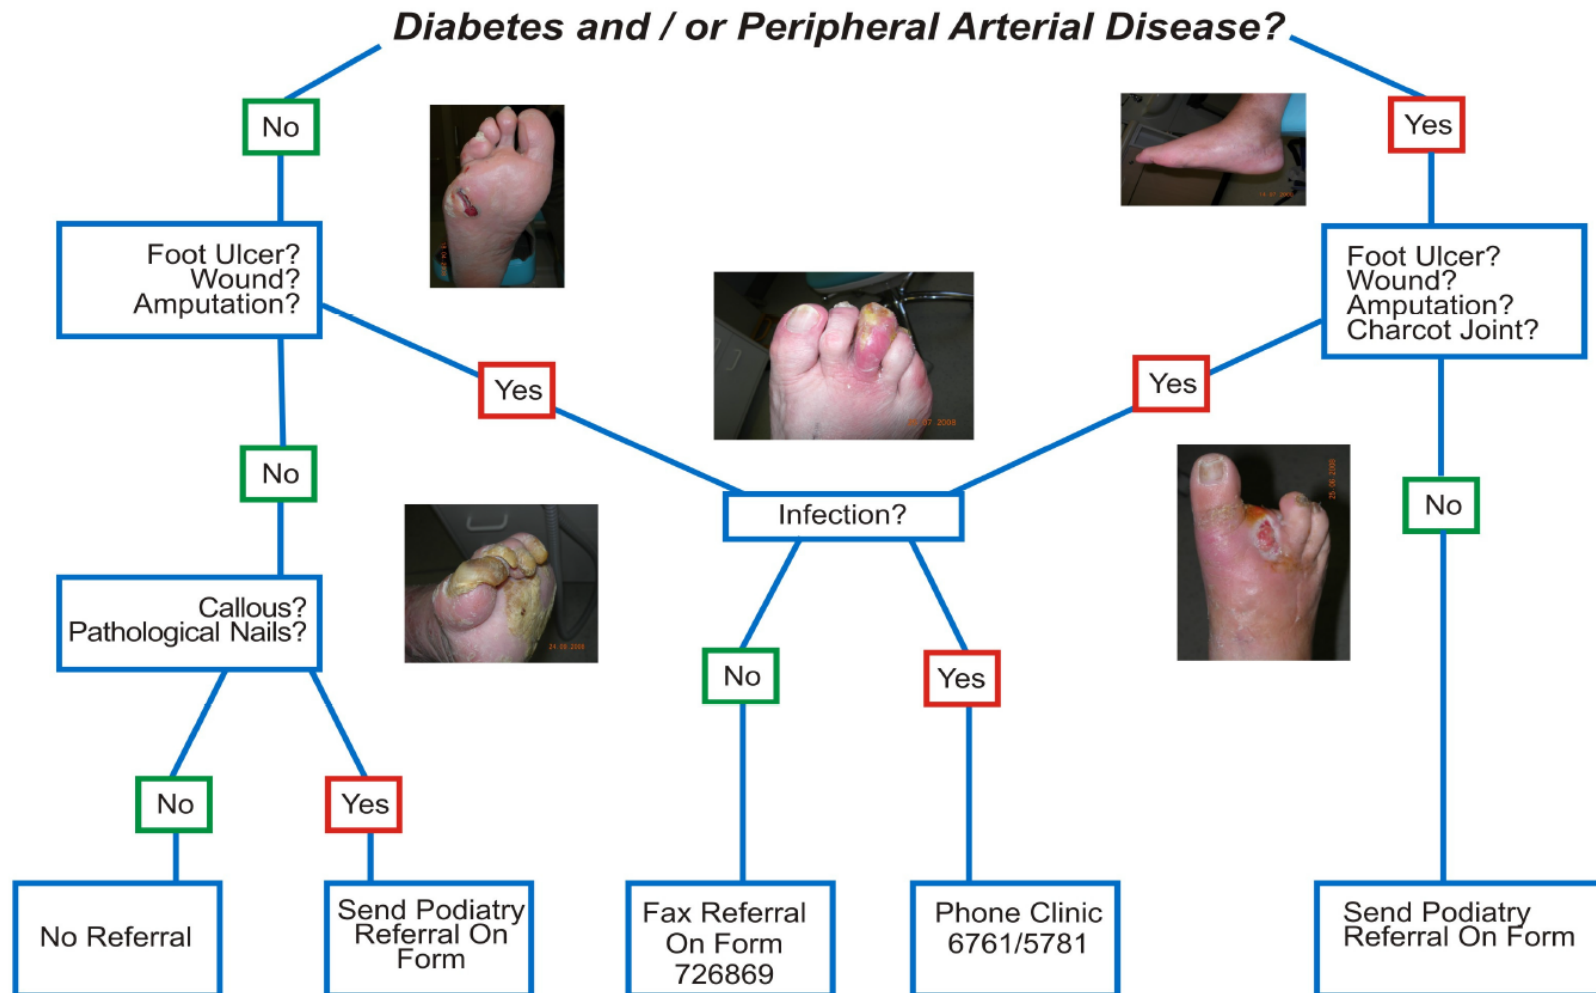 Diabetes and / or Peripheral Arterial Disease?
No
Yes
Foot Ulcer?
Wound?
Amputation?
Foot Ulcer?
Wound?
Amputation?
Charcot Joint?
Yes
Yes
No
No
Infection?
Callous?
Pathological Nails?
No
Yes
No
Yes
No Referral
Send Podiatry
Referral On
Form
Fax Referral
On Form
726869
Phone Clinic
6761/5781
Send Podiatry
Referral On Form